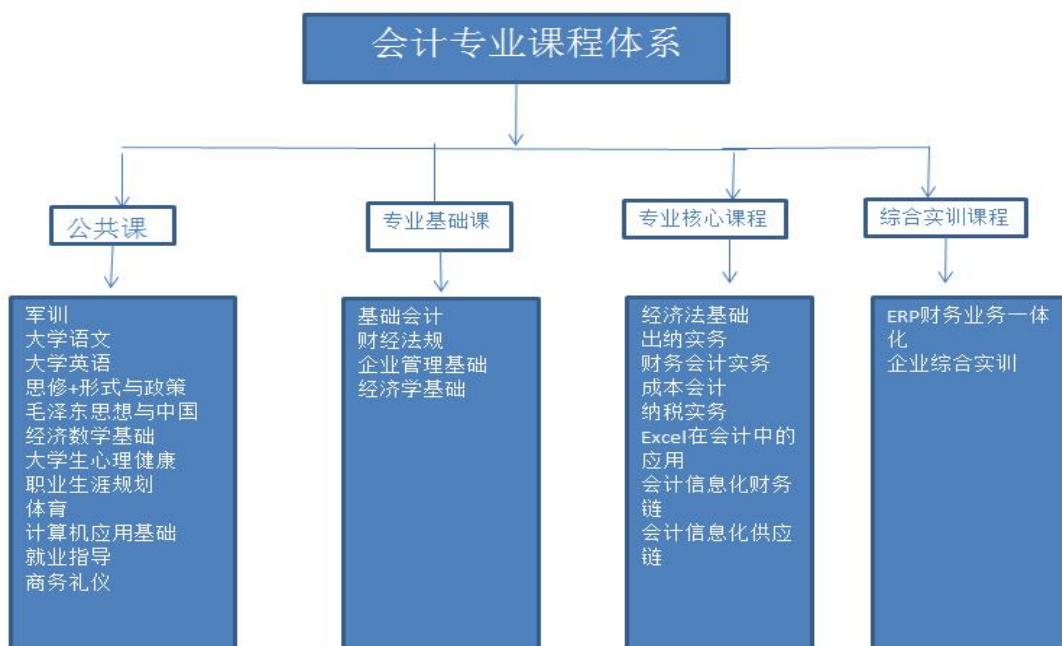 会计专业课程体系
公共课
专业基础课
专业核心课程
综合实训课程
军训
大学语文
大学英语
思修+形式与政策
毛泽东思想与中国
经济数学基础
大学生心理健康
职业生涯规划
体育
计算机应用基础
就业指导
商务礼仪
基础会计
财经法规
企业管理基础
经济学基础
经济法基础
出纳实务
财务会计实务
成本会计
纳税实务
Excel在会计中的
应用
会计信息化财务
链
会计信息化供应
链
ERP财务业务一体
化
企业综合实训